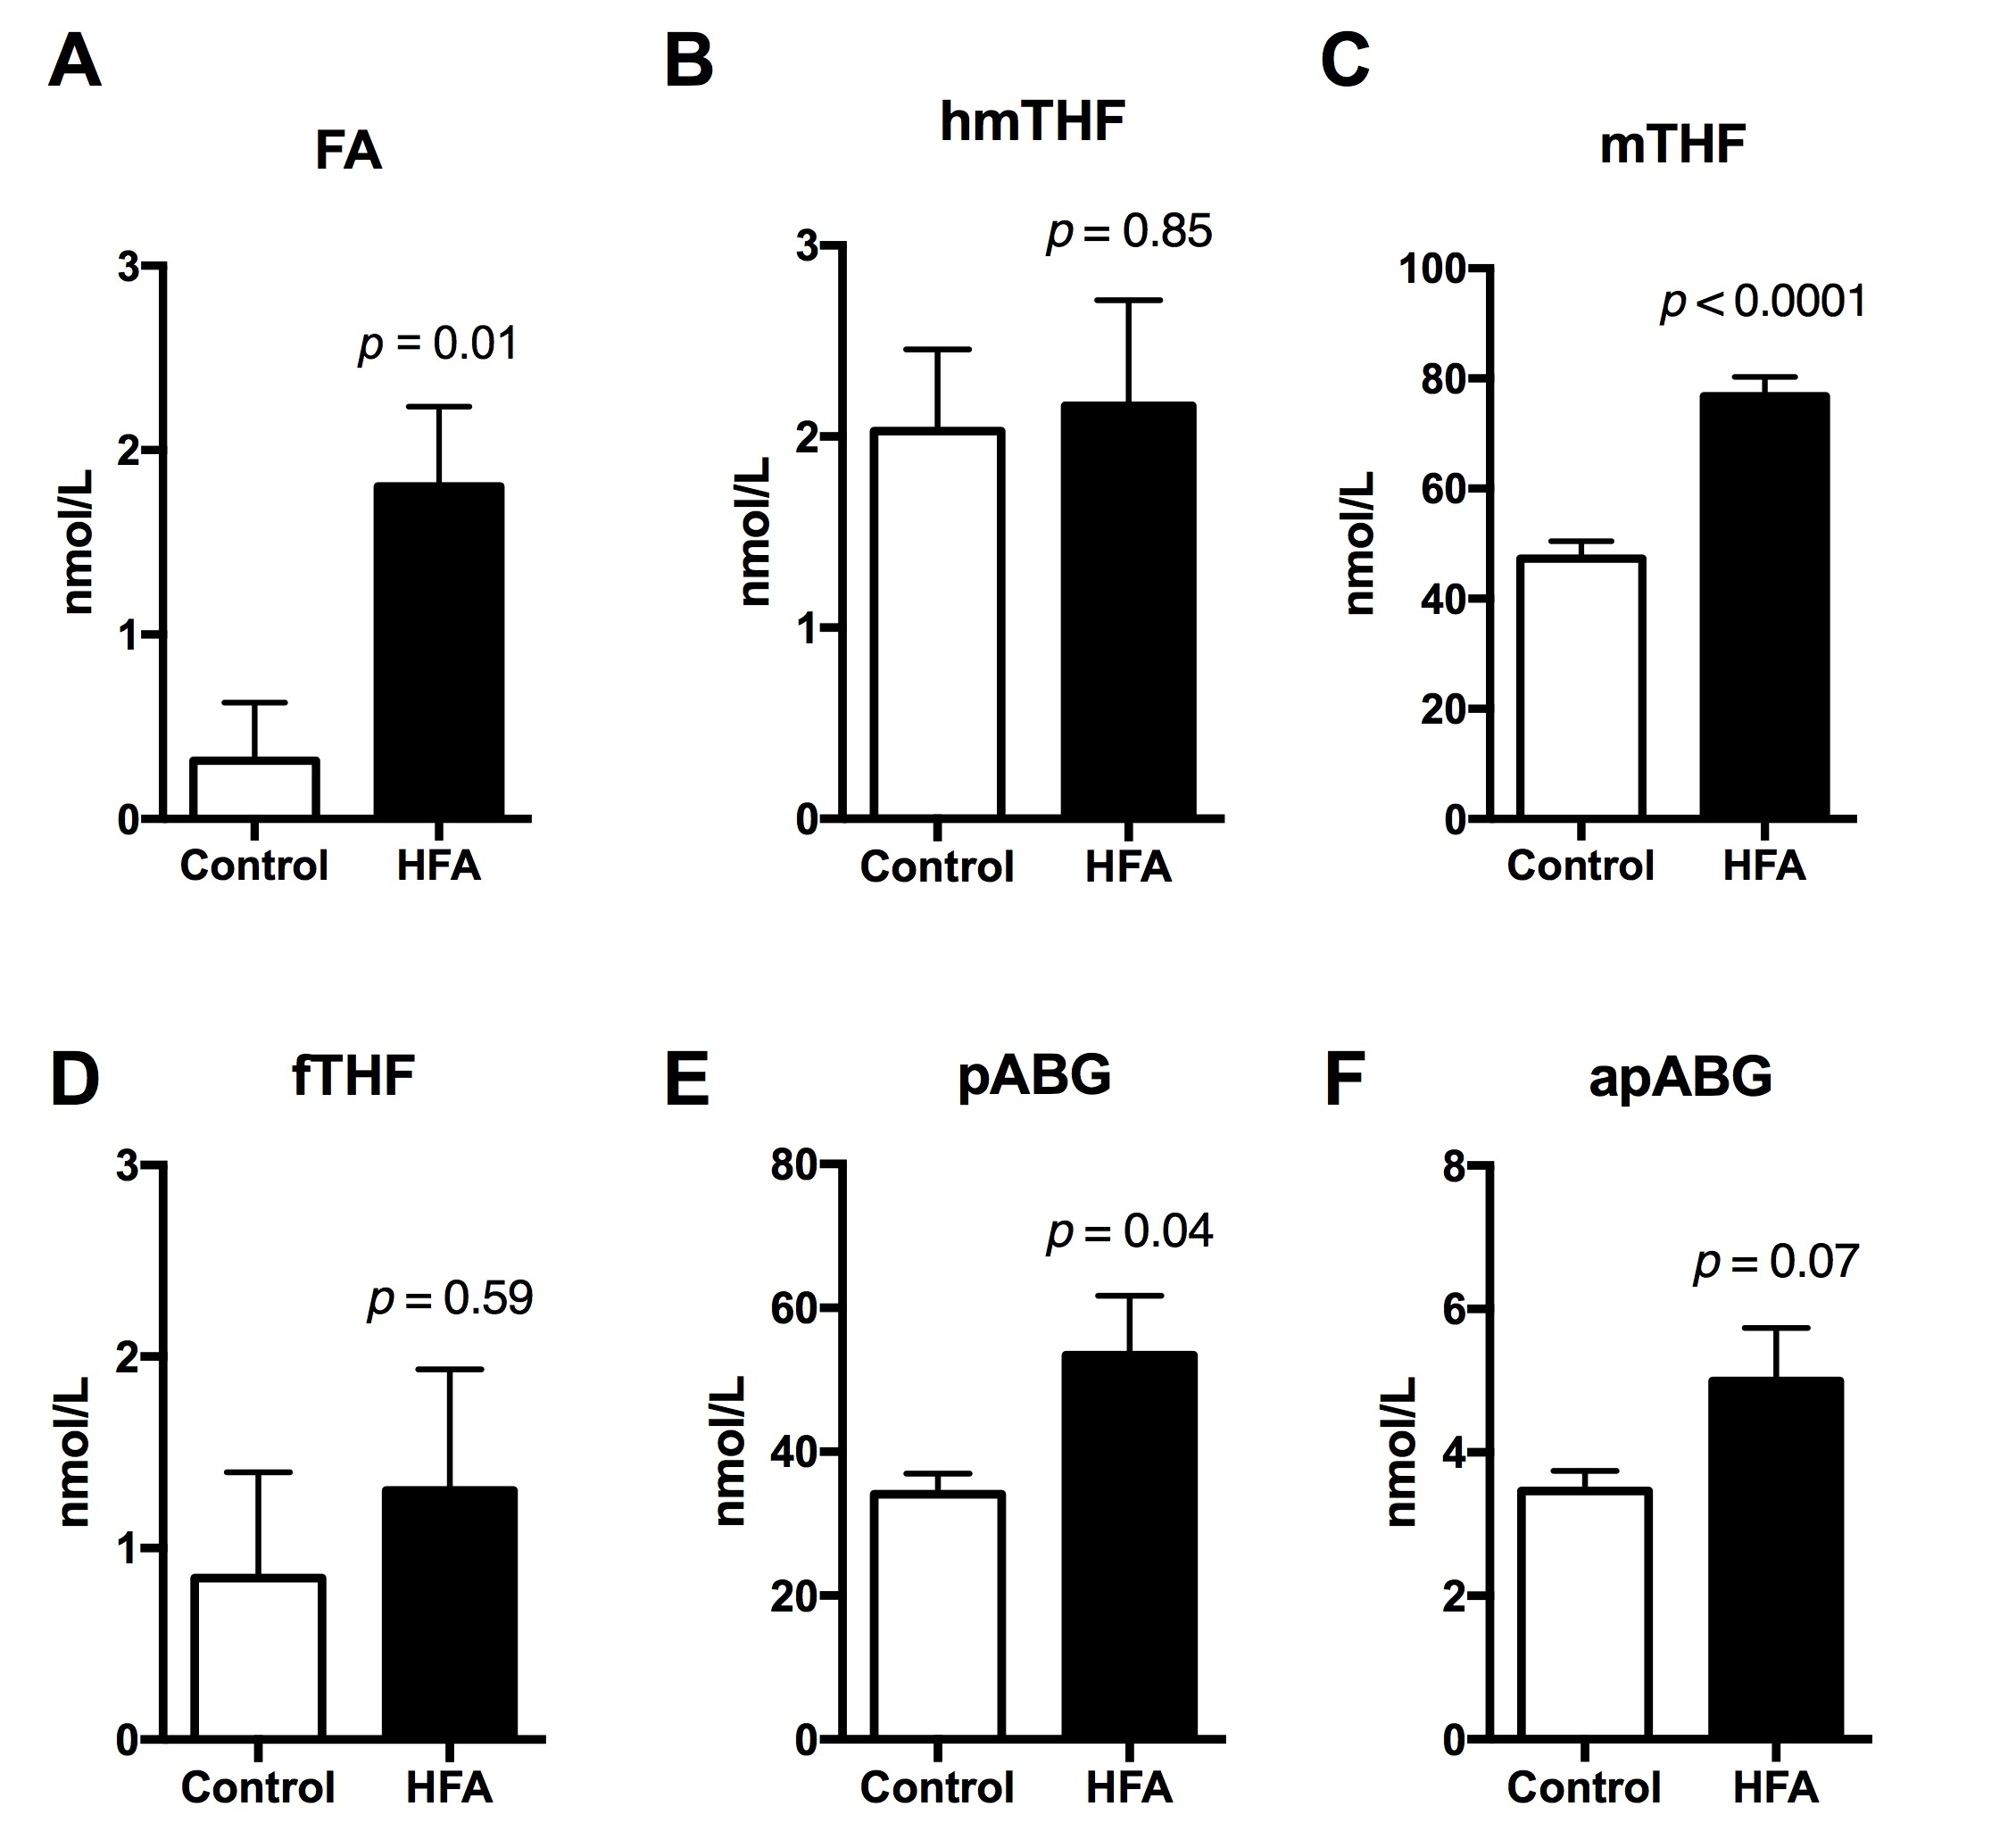 A
FA
nmol/L
3
2
1
0
p = 0.01
Control
HFA
B
hmTHF
nmol/L
3
2
1
0
p = 0.85
Control
HFA
C
mTHF
nmol/L
100
80
60
40
20
0
p < 0.0001
Control
HFA
D
fTHF
nmol/L
3
2
1
0
p = 0.59
Control
HFA
E
pABG
nmol/L
80
60
40
20
0
p = 0.04
Control
HFA
F
apABG
nmol/L
8
6
4
2
0
p = 0.07
Control
HFA